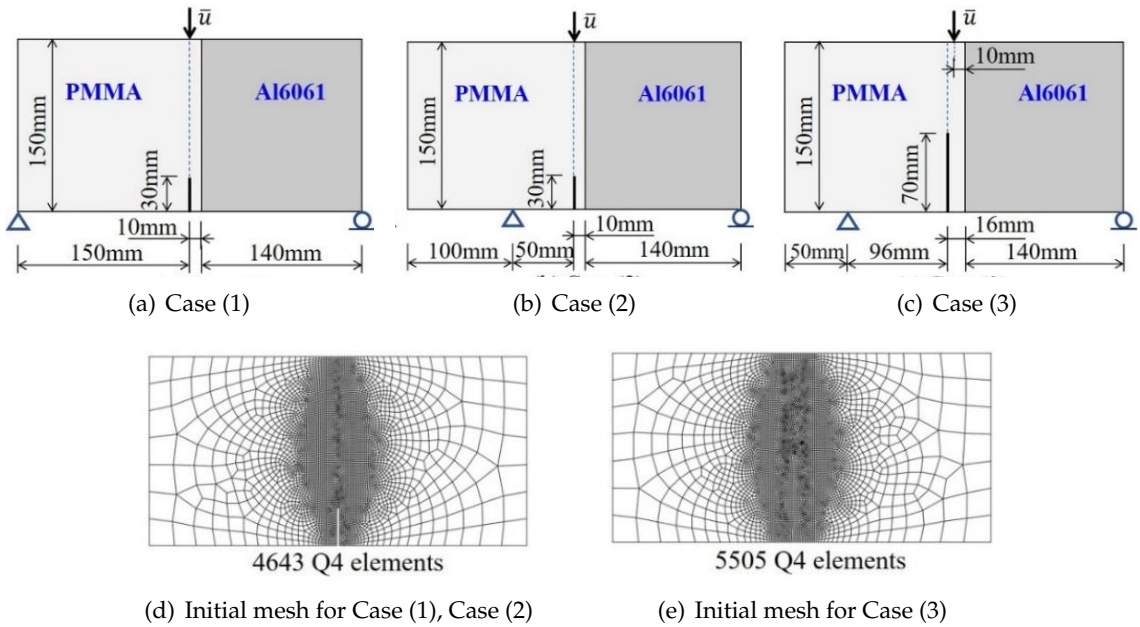 ū
ū
ū
PMMA
Al6061
150mm
30mm
10mm
150mm
140mm
PMMA
Al6061
150mm
30mm
10mm
100mm
50mm
140mm
10mm
PMMA
Al6061
150mm
70mm
16mm
50mm
96mm
140mm
(a) Case (1)
(b) Case (2)
(c) Case (3)
4643 Q4 elements
5505 Q4 elements
(d) Initial mesh for Case (1), Case (2)
(e) Initial mesh for Case (3)